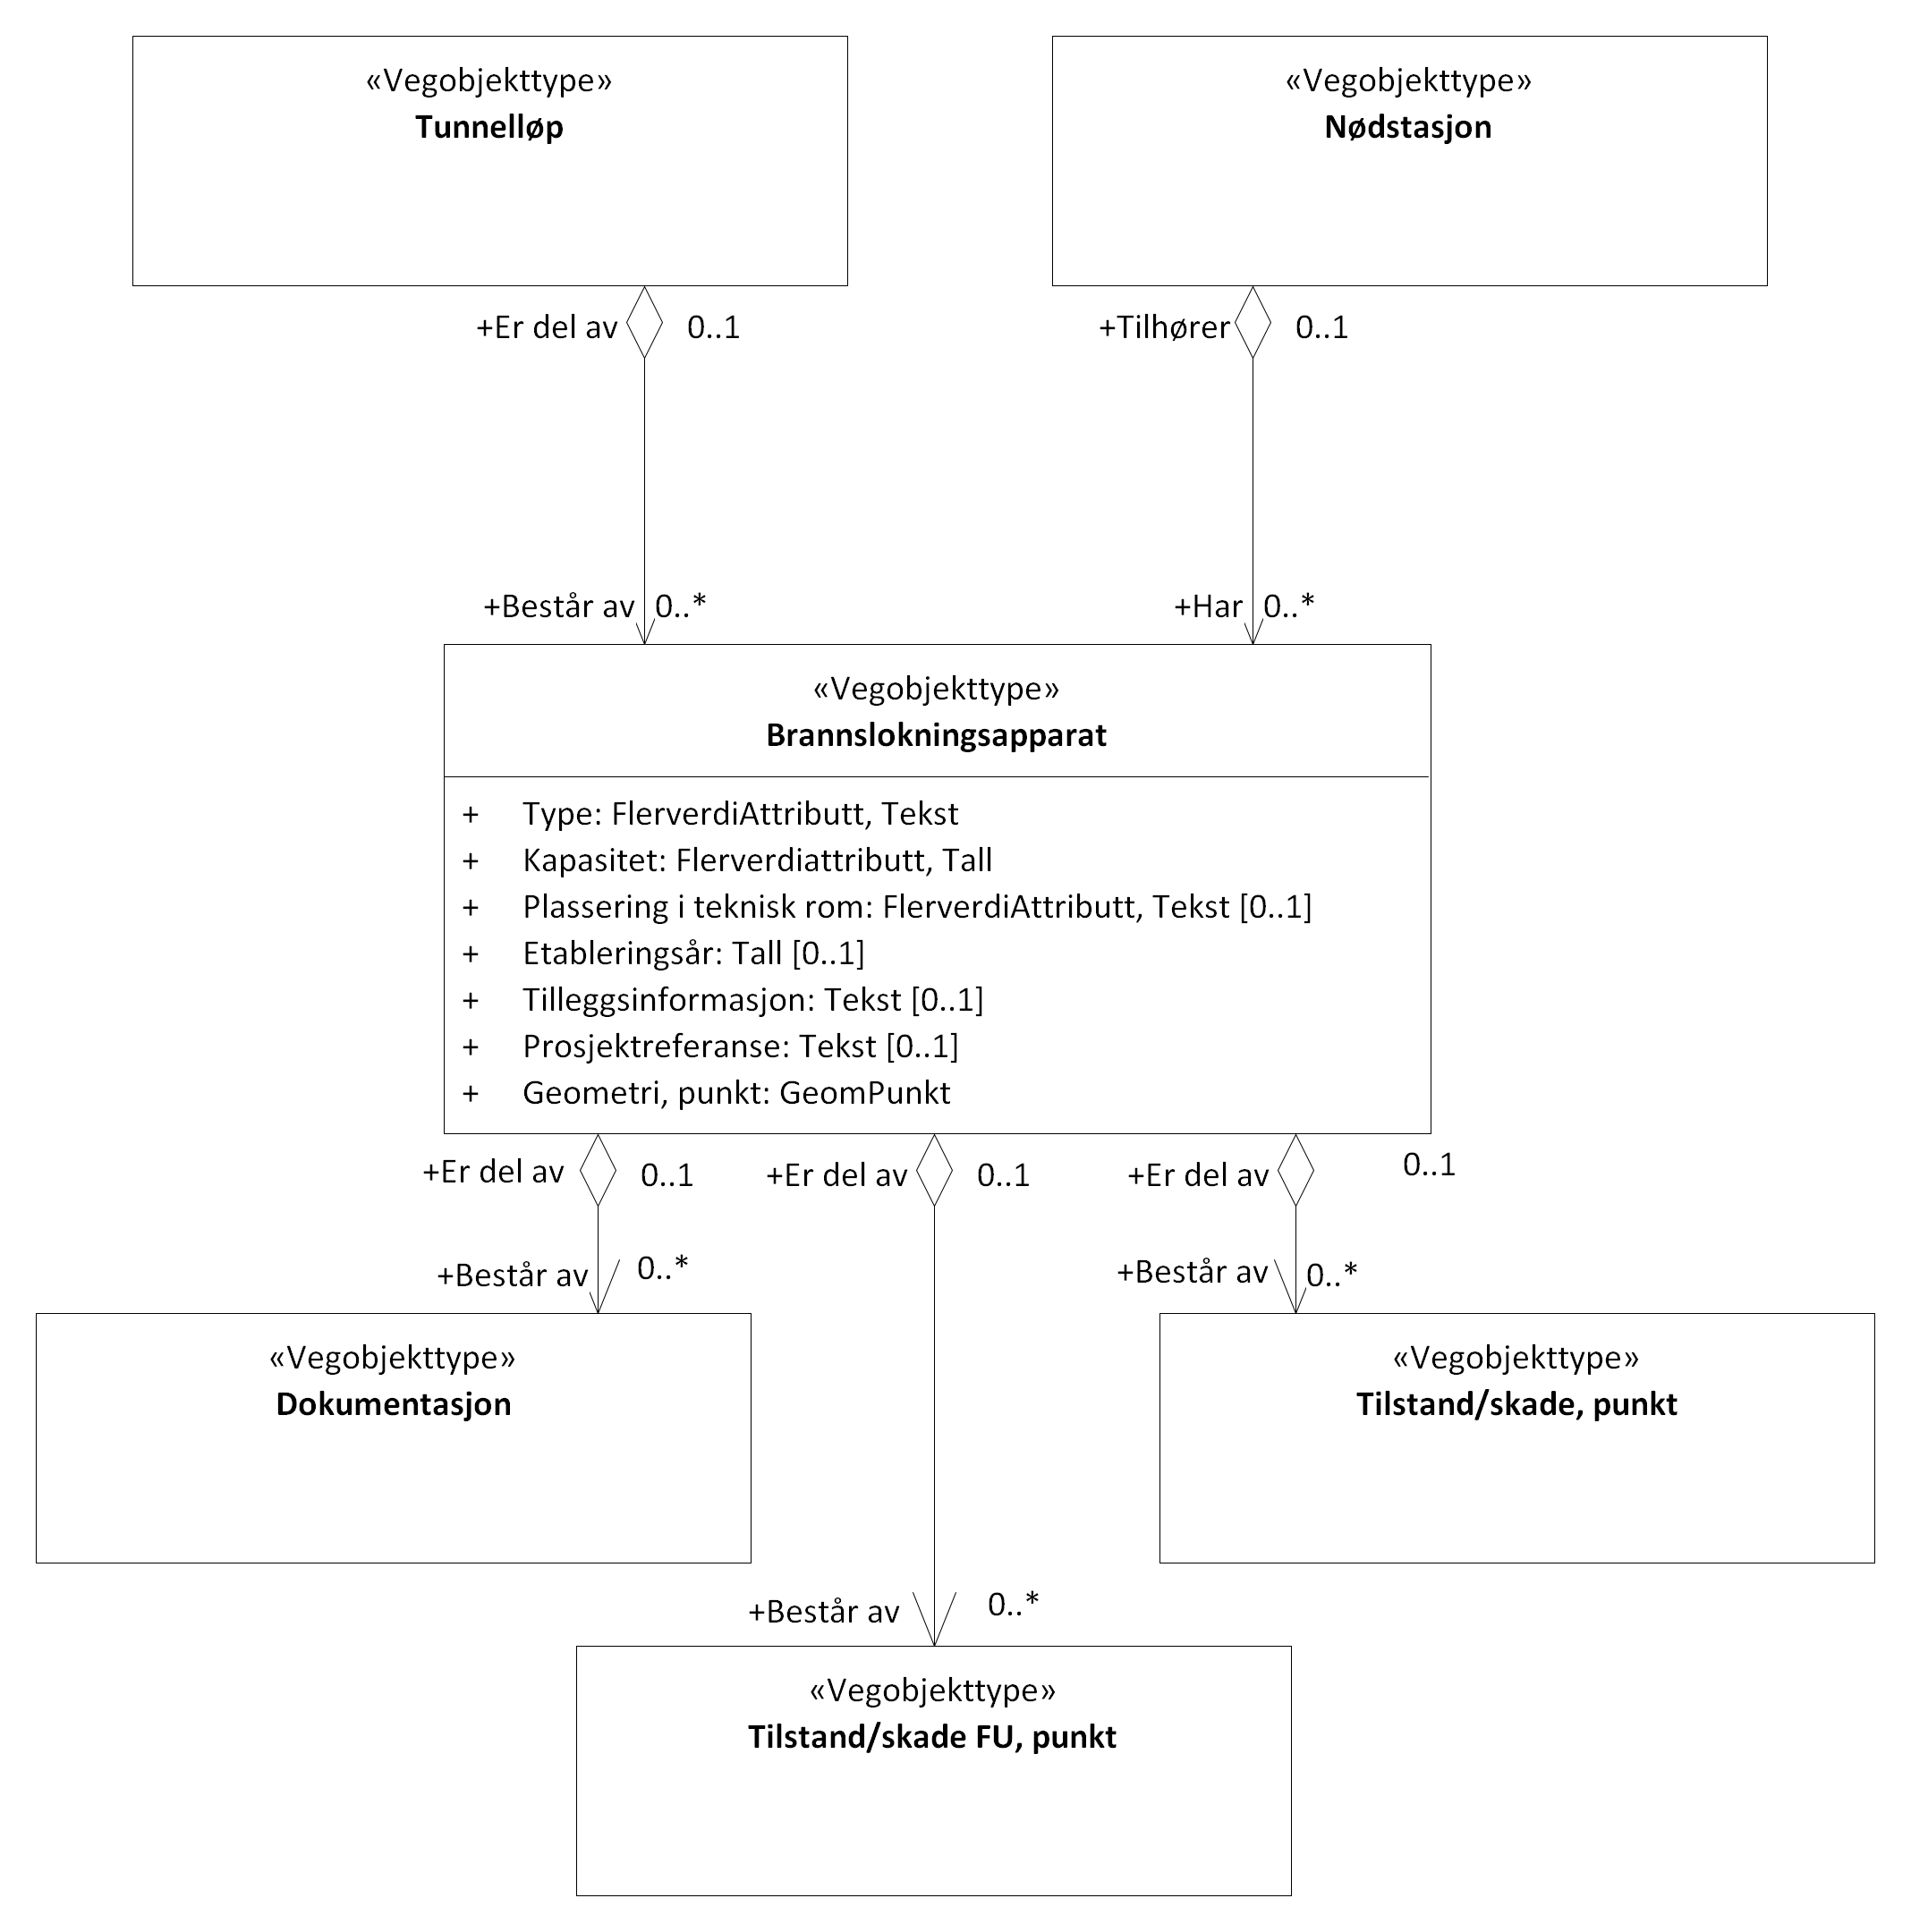 «Vegobjekttype»
Tunnelløp
«Vegobjekttype»
Nødstasjon
+Er del av
0..1
+Tilhører
0..1
+Består av
0..*
+Har
0..*
«Vegobjekttype»
Brannslokningsapparat
+ Type: FlerverdiAttributt, Tekst
+ Kapasitet: Flerverdiattributt, Tall
+ Plassering i teknisk rom: FlerverdiAttributt, Tekst [0..1]
+ Etableringsår: Tall [0..1]
+ Tilleggsinformasjon: Tekst [0..1]
+ Prosjektreferanse: Tekst [0..1]
+ Geometri, punkt: GeomPunkt
+Er del av
0..1
+Er del av
0..1
+Er del av
0..1
+Består av
0..*
+Består av
0..*
«Vegobjekttype»
Dokumentasjon
«Vegobjekttype»
Tilstand/skade, punkt
+Består av
0..*
«Vegobjekttype»
Tilstand/skade FU, punkt